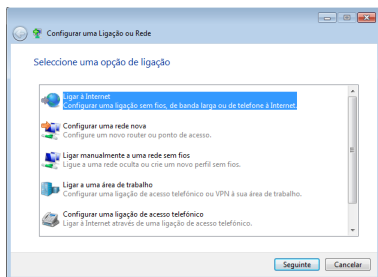 Configurar uma Ligação ou Rede
Seleccione uma opção de ligação
Ligar à Internet
Configurar uma ligação sem fios, de banda larga ou de telefone à Internet.
Configurar uma rede nova
Configure um novo router ou ponto de acesso.
Ligar manualmente a uma rede sem fios
Ligue a uma rede oculta ou crie um novo perfil sem fios.
Ligar a uma área de trabalho
Configurar uma ligação de acesso telefónico ou VPN à sua área de trabalho.
Configurar uma ligação de acesso telefónico
Ligar à Internet através de uma ligação de acesso telefónico.
Seguinte
Cancelar